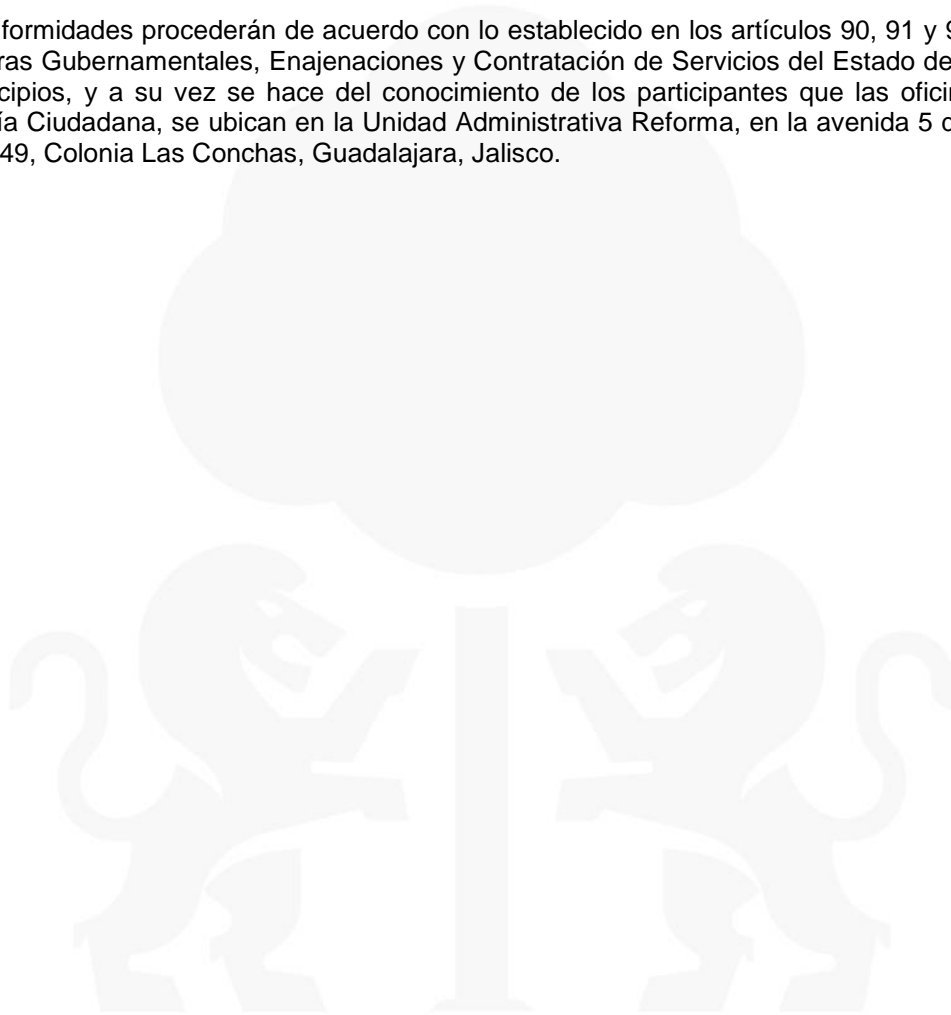 formidades procederán de acuerdo con lo establecido en los artículos 90, 91 y
ras Gubernamentales, Enajenaciones y Contratación de Servicios del Estado de
cipios, y a su vez se hace del conocimiento de los participantes que las ofici
ía Ciudadana, se ubican en la Unidad Administrativa Reforma, en la avenida 5
49, Colonia Las Conchas, Guadalajara, Jalisco.